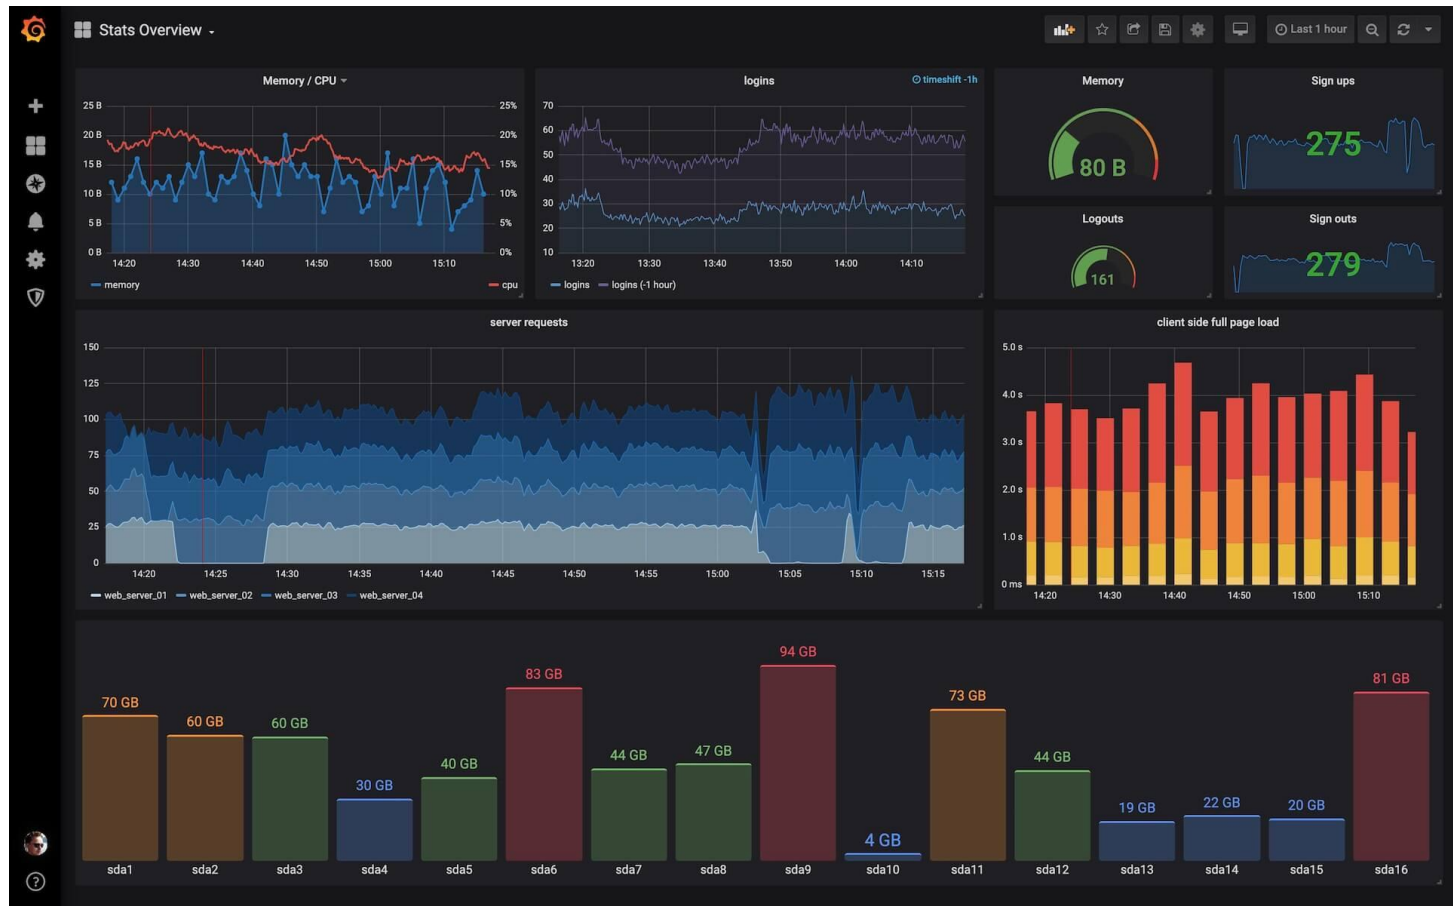 Stats Overview
Last 1 hour
Memory / CPU
25 B
20 B
15 B
10 B
5 B
0 B
25%
20%
15%
10%
5%
0%
14:20 14:30 14:40 14:50 15:00 15:10
memory
cpu
logins
timeshift -1h
70
60
50
40
30
20
10
13:20 13:30 13:40 13:50 14:00 14:10
logins logins (-1 hour)
Memory
80 B
Sign ups
275
Logouts
161
Sign outs
279
server requests
150
125
100
75
50
25
0
14:20 14:25 14:30 14:35 14:40 14:45 14:50 14:55 15:00 15:05 15:10 15:15
web_server_01 web_server_02 web_server_03 web_server_04
client side full page load
5.0 s
4.0 s
3.0 s
2.0 s
1.0 s
0 ms
14:20 14:30 14:40 14:50 15:00 15:10
70 GB 60 GB 60 GB 30 GB 40 GB 83 GB 44 GB 47 GB 94 GB 4 GB 73 GB 44 GB 19 GB 22 GB 20 GB 81 GB
sda1 sda2 sda3 sda4 sda5 sda6 sda7 sda8 sda9 sda10 sda11 sda12 sda13 sda14 sda15 sda16